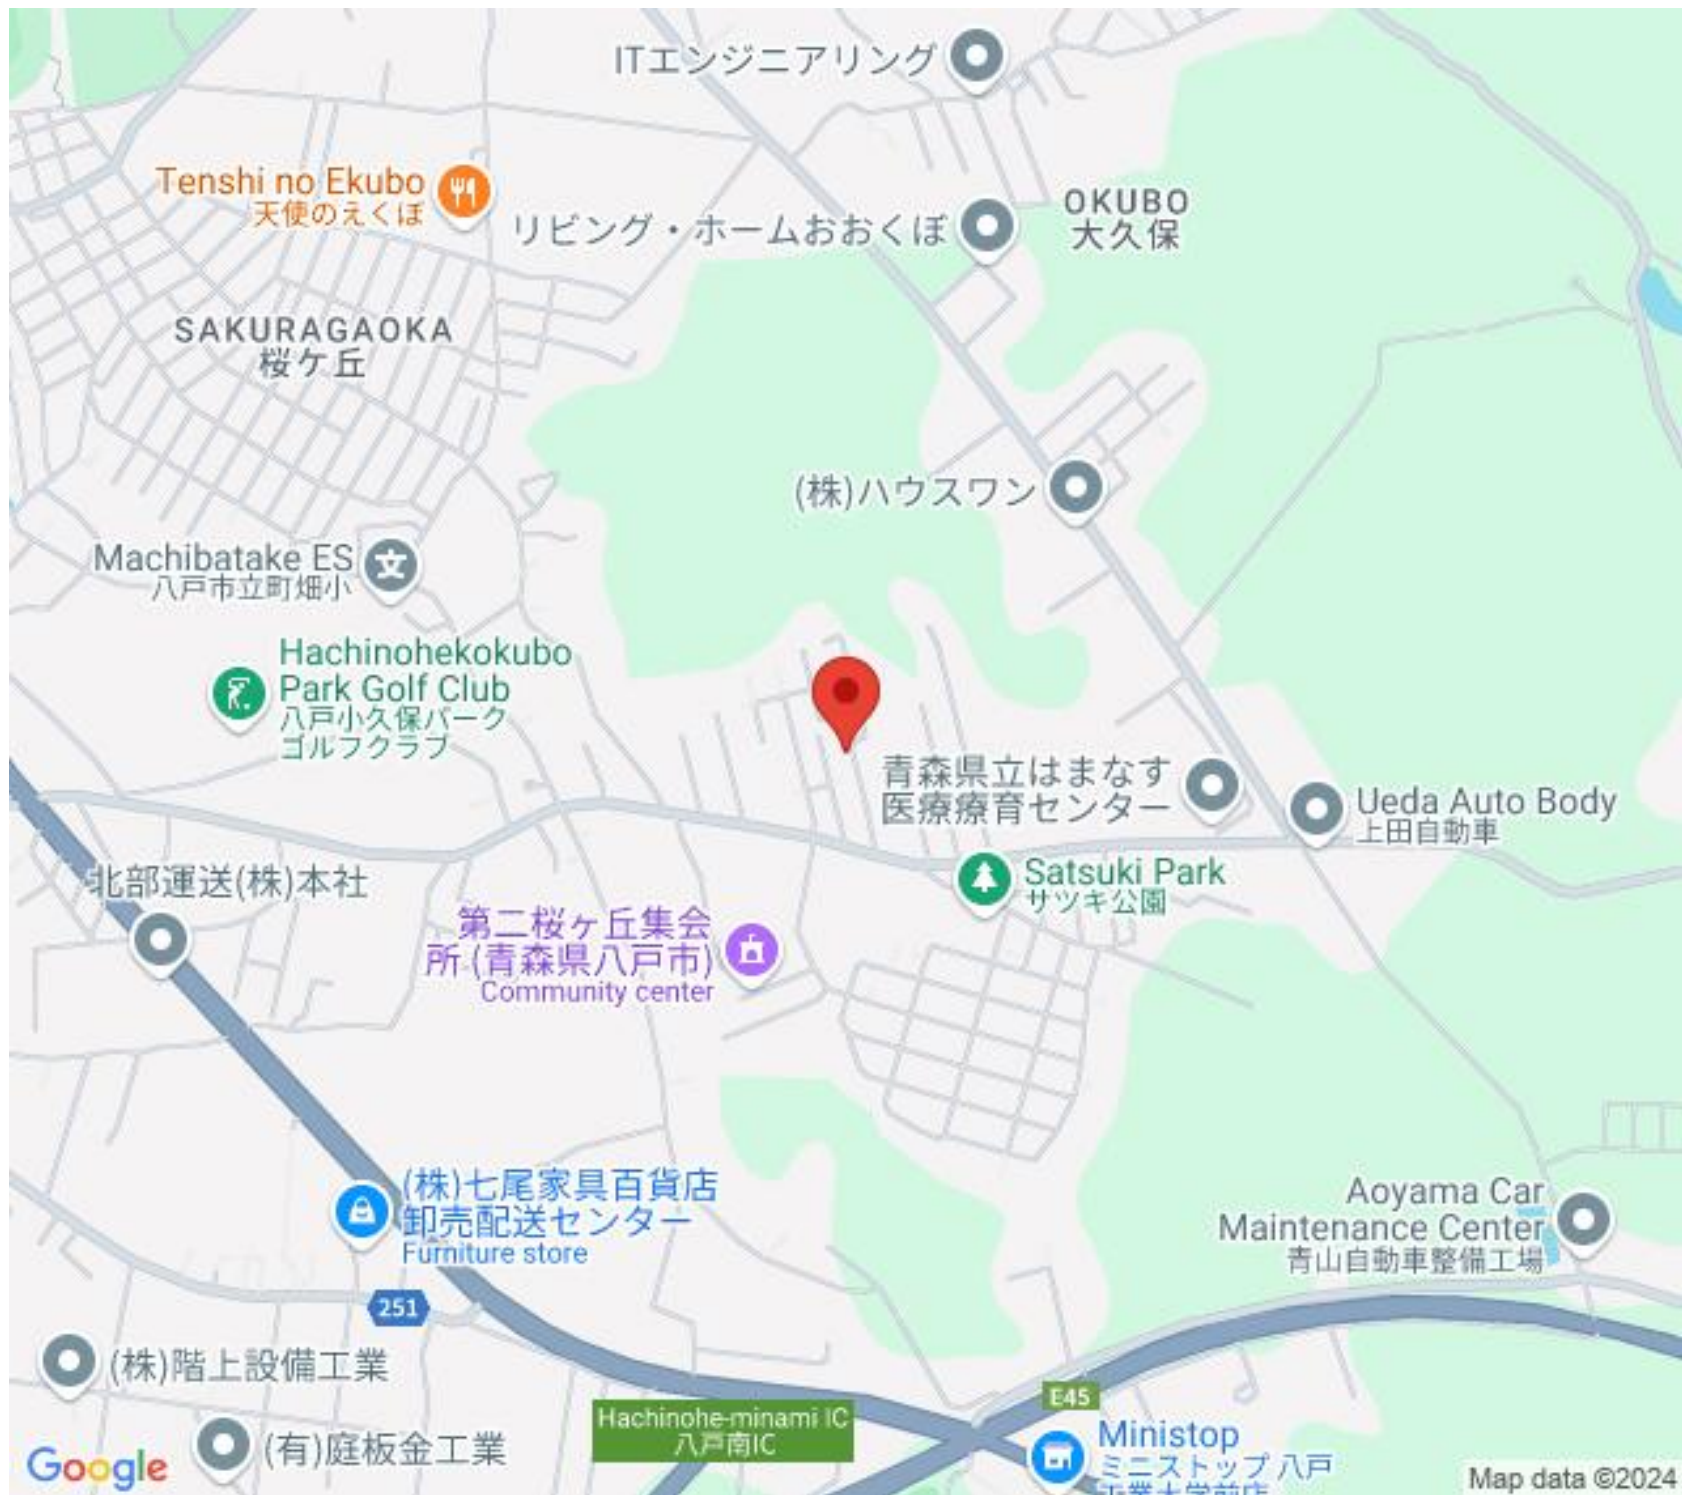 ITエンジニアリング
Tenshi no Ekubo
天使のえくぼ
OKUBO
大久保
リビング・ホームおおくぼ
SAKURAGAOKA
桜ケ丘
(株)ハウスワン
Machibatake ES
八戸市立町畑小
Hachinohekokubo
Park Golf Club
八戸小久保パーク
ゴルフクラブ
青森県立はまなす
医療療育センター
Ueda Auto Body
上田自動車
北部運送(株)本社
Satsuki Park
サツキ公園
第二桜ヶ丘集会
所 (青森県八戸市)
Community center
(株)七尾家具百貨店
卸売配送センター
Furniture store
Aoyama Car
Maintenance Center
青山自動車整備工場
251
(株)階上設備工業
E45
Hachinohe-minami IC
八戸南IC
(有)庭板金工業
Ministop
ミニストップ 八戸
工業大学前店
Google
Map data ©2024